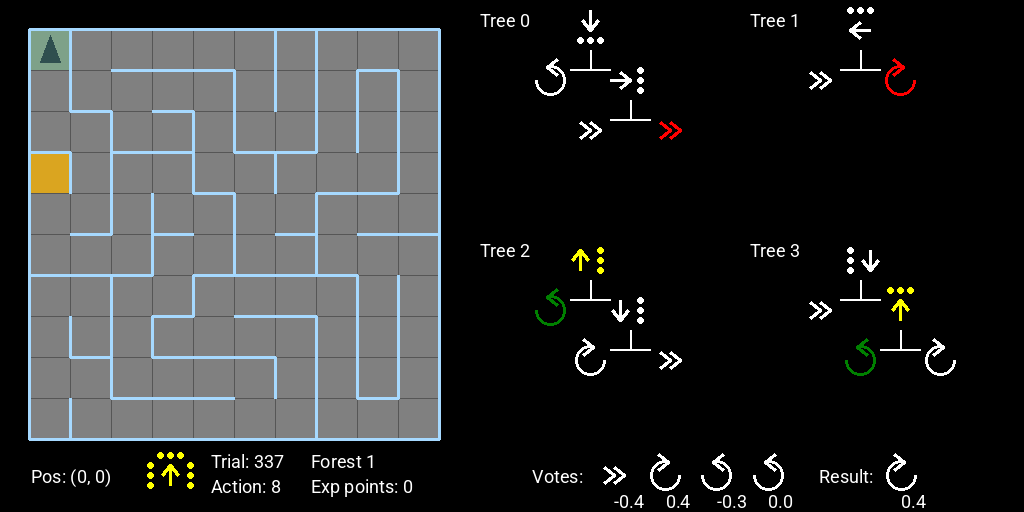 Tree 0
Tree 1
Tree 2
Tree 3
Pos: (0, 0)
Trial: 337
Forest 1
Action: 8
Exp points: 0
Votes:
-0.4
0.4
-0.3
0.0
Result:
0.4